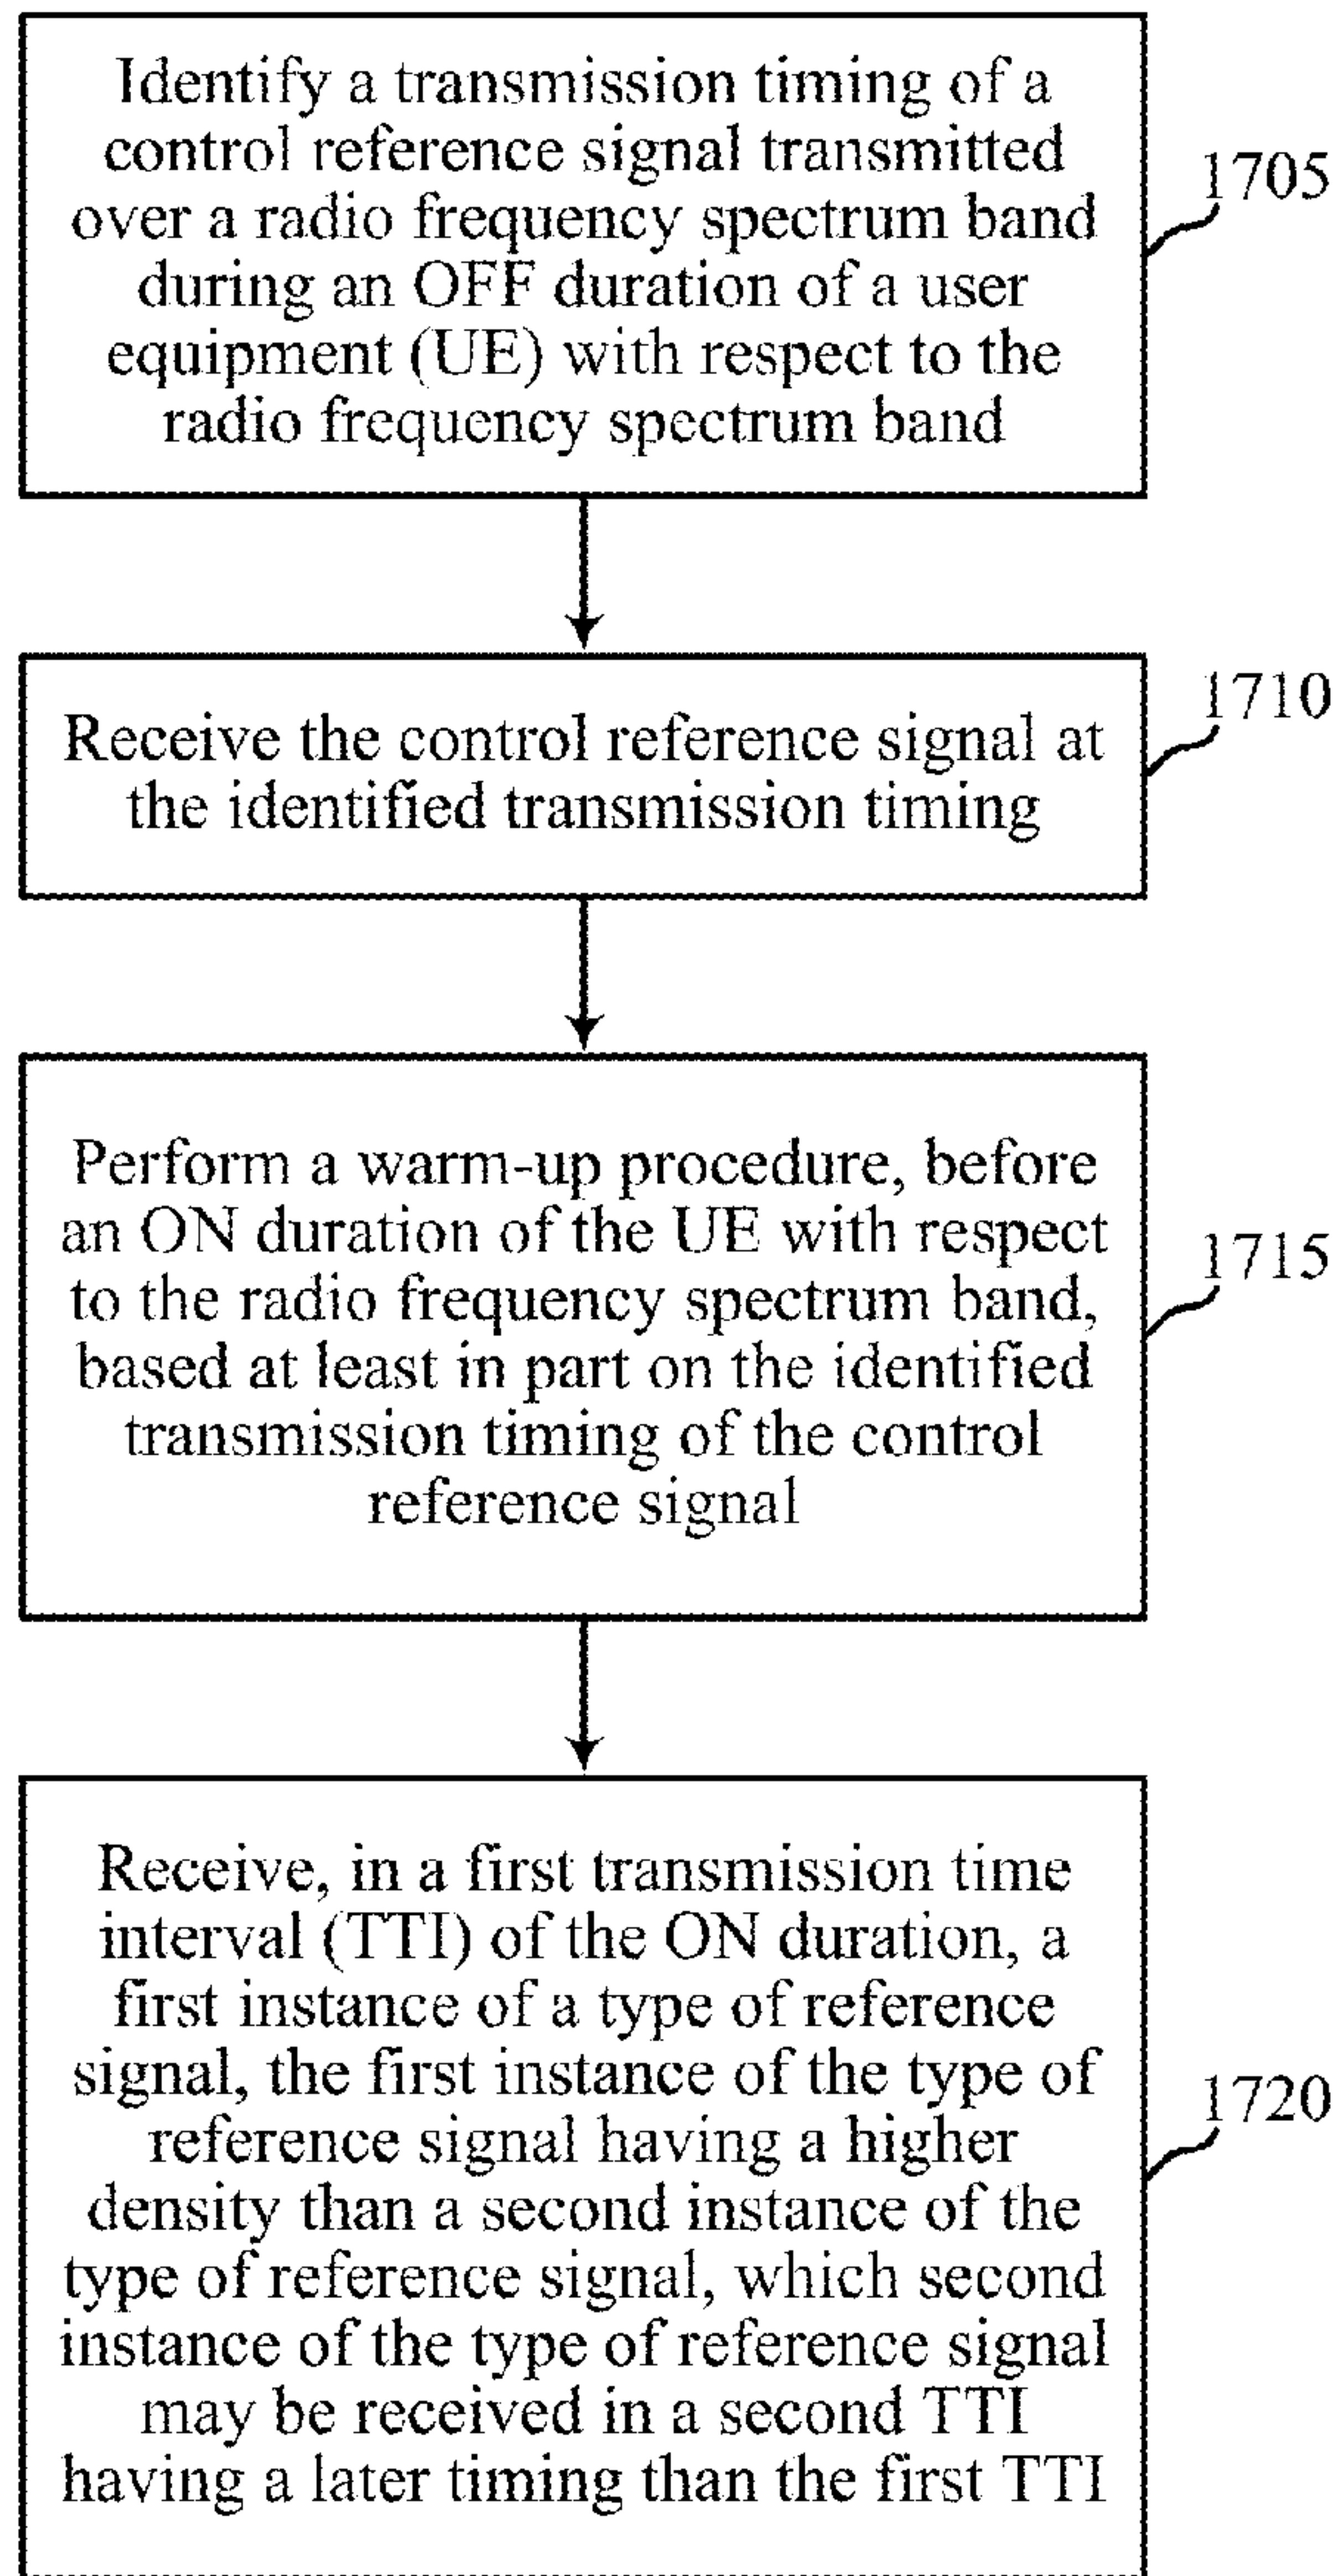 Identify a transmission timing of a
control reference signal transmitted
over a radio frequency spectrum band
during an OFF duration of a user
equipment (UE) with respect to the
radio frequency spectrum band
1705
Receive the control reference signal at
the identified transmission timing
1710
Perform a warm-up procedure, before
an ON duration of the UE with respect
to the radio frequency spectrum band,
based at least in part on the identified
transmission timing of the control
reference signal
1715
Receive, in a first transmission time
interval (TTI) of the ON duration, a
first instance of a type of reference
signal, the first instance of the type of
reference signal having a higher
density than a second instance of the
type of reference signal, which second
instance of the type of reference signal
may be received in a second TTI
having a later timing than the first TTI
1720